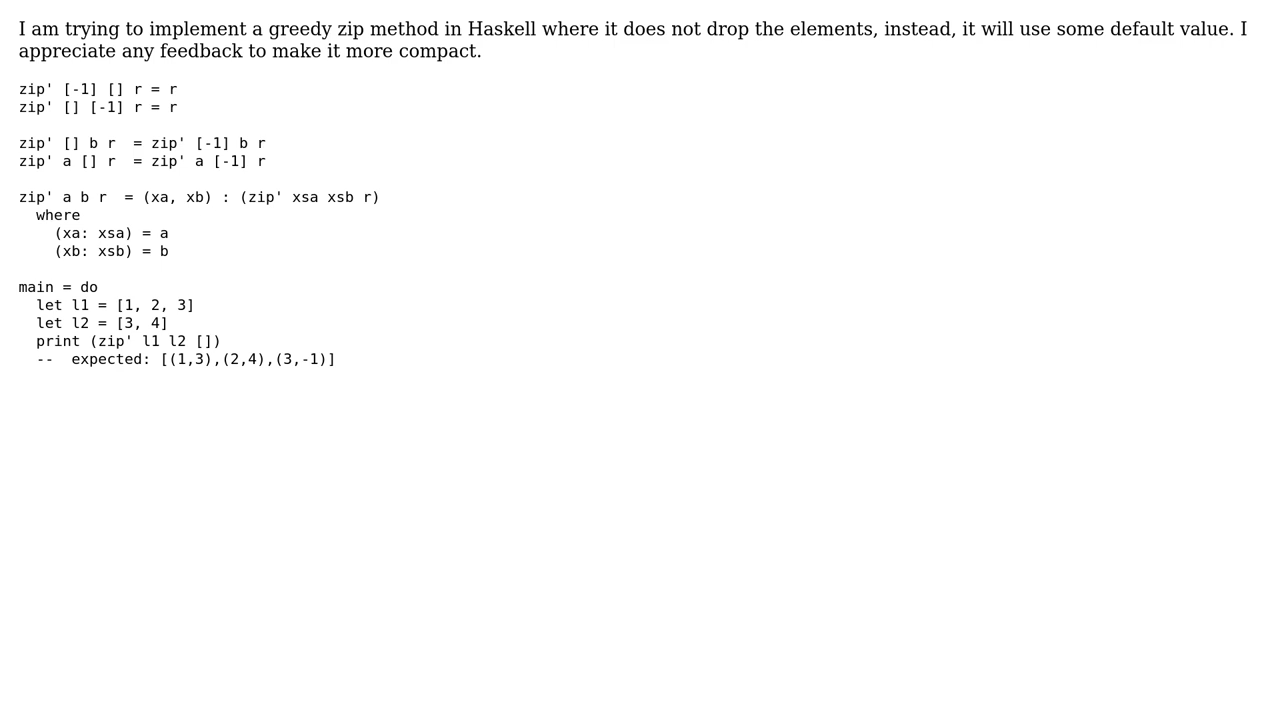 I am trying to implement a greedy zip method in Haskell where it does not drop the elements, instead, it will use some default value. I
appreciate any feedback to make it more compact.
zip' [-1] [] r = r
zip' [] [-1] r = r
zip' [] b r  = zip' [-1] b r
zip' a [] r  = zip' a [-1] r
zip' a b r  = (xa, xb) : (zip' xsa xsb r)
  where
    (xa: xsa) = a
    (xb: xsb) = b
main = do
  let l1 = [1, 2, 3]
  let l2 = [3, 4]
  print (zip' l1 l2 [])
  --  expected: [(1,3),(2,4),(3,-1)]